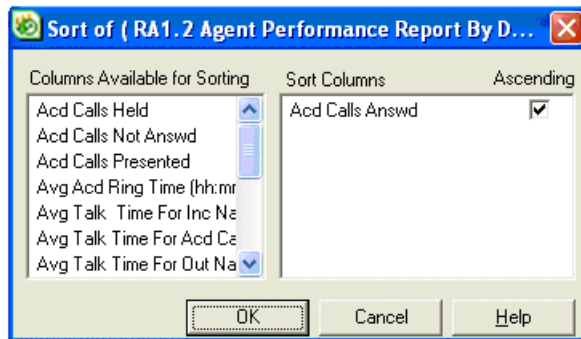 Sort of ( RA1.2 Agent Performance Report By D...
Columns Available for Sorting
Sort Columns
Ascending
Acd Calls Held
Acd Calls Not Answd
Acd Calls Presented
Avg Acd Ring Time (hh:mr
Avg Talk  Time For Inc Na
Avg Talk Time For Acd Ca
Avg Talk Time For Out Na
Acd Calls Answd
OK
Cancel
Help